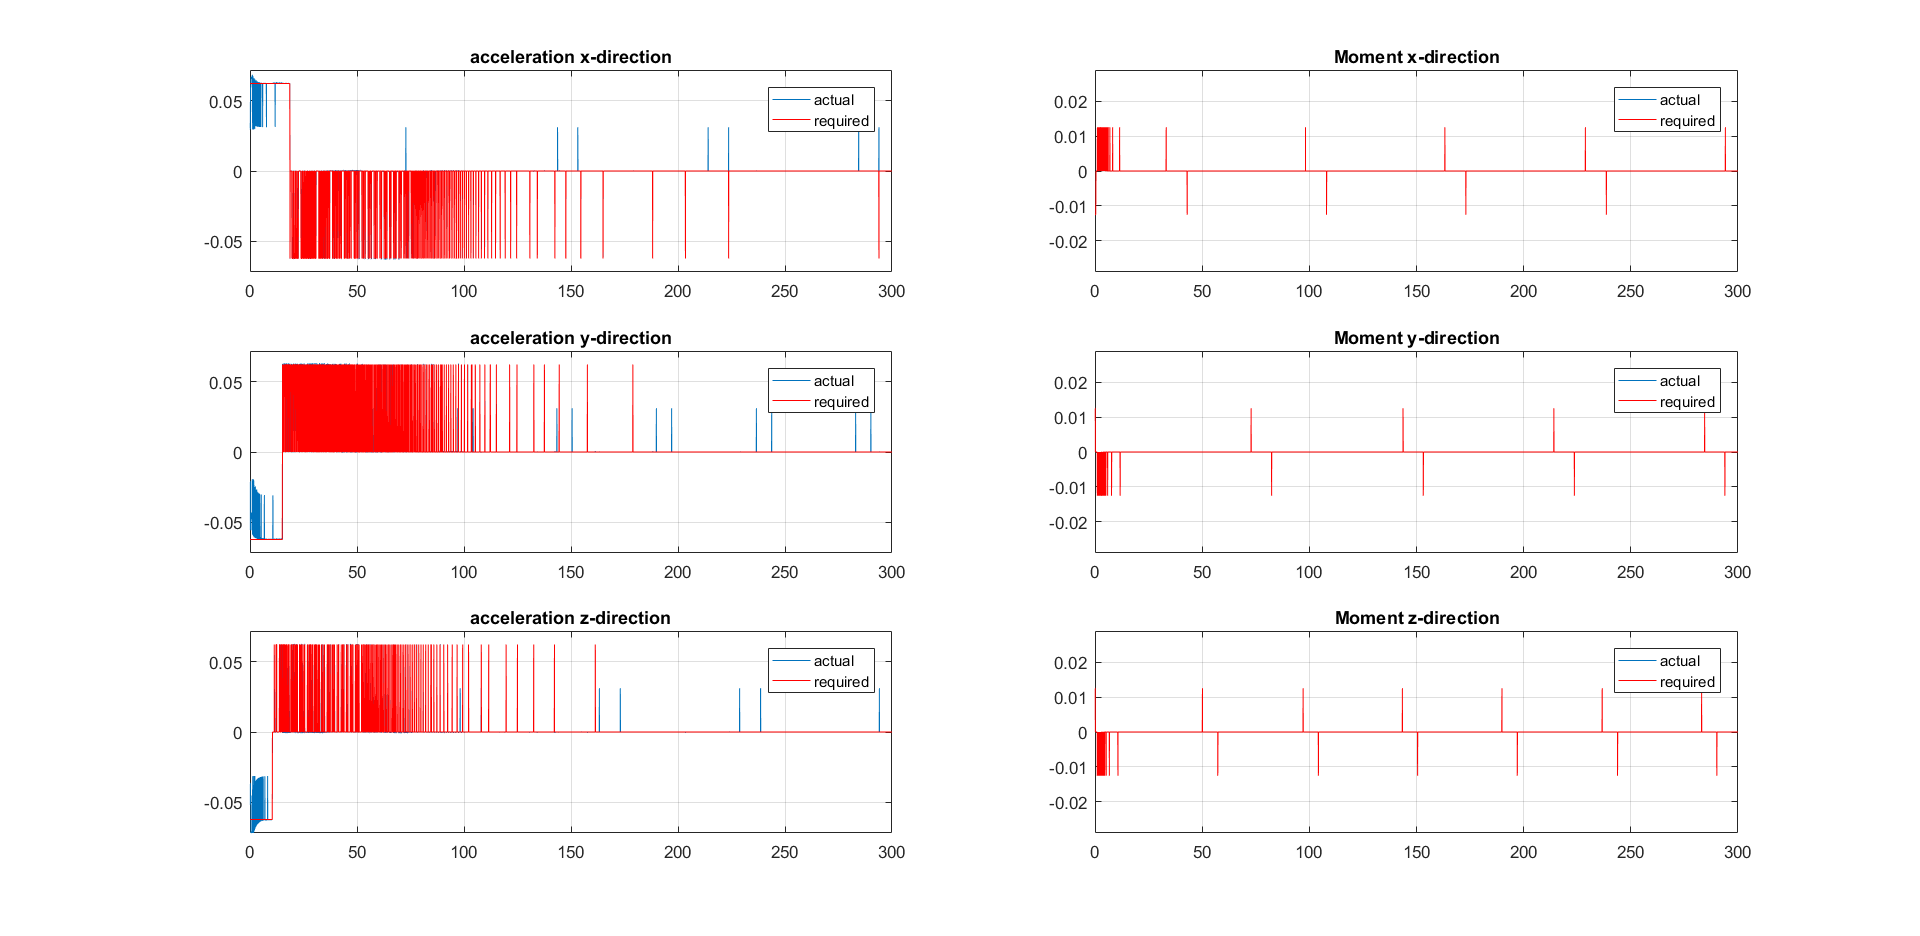 acceleration x-direction
0.05
0
-0.05
0 50 100 150 200 250 300
actual
required
Moment x-direction
0.02
0.01
0
-0.01
-0.02
0 50 100 150 200 250 300
actual
required
acceleration y-direction
0.05
0
-0.05
0 50 100 150 200 250 300
actual
required
Moment y-direction
0.02
0.01
0
-0.01
-0.02
0 50 100 150 200 250 300
actual
required
acceleration z-direction
0.05
0
-0.05
0 50 100 150 200 250 300
actual
required
Moment z-direction
0.02
0.01
0
-0.01
-0.02
0 50 100 150 200 250 300
actual
required